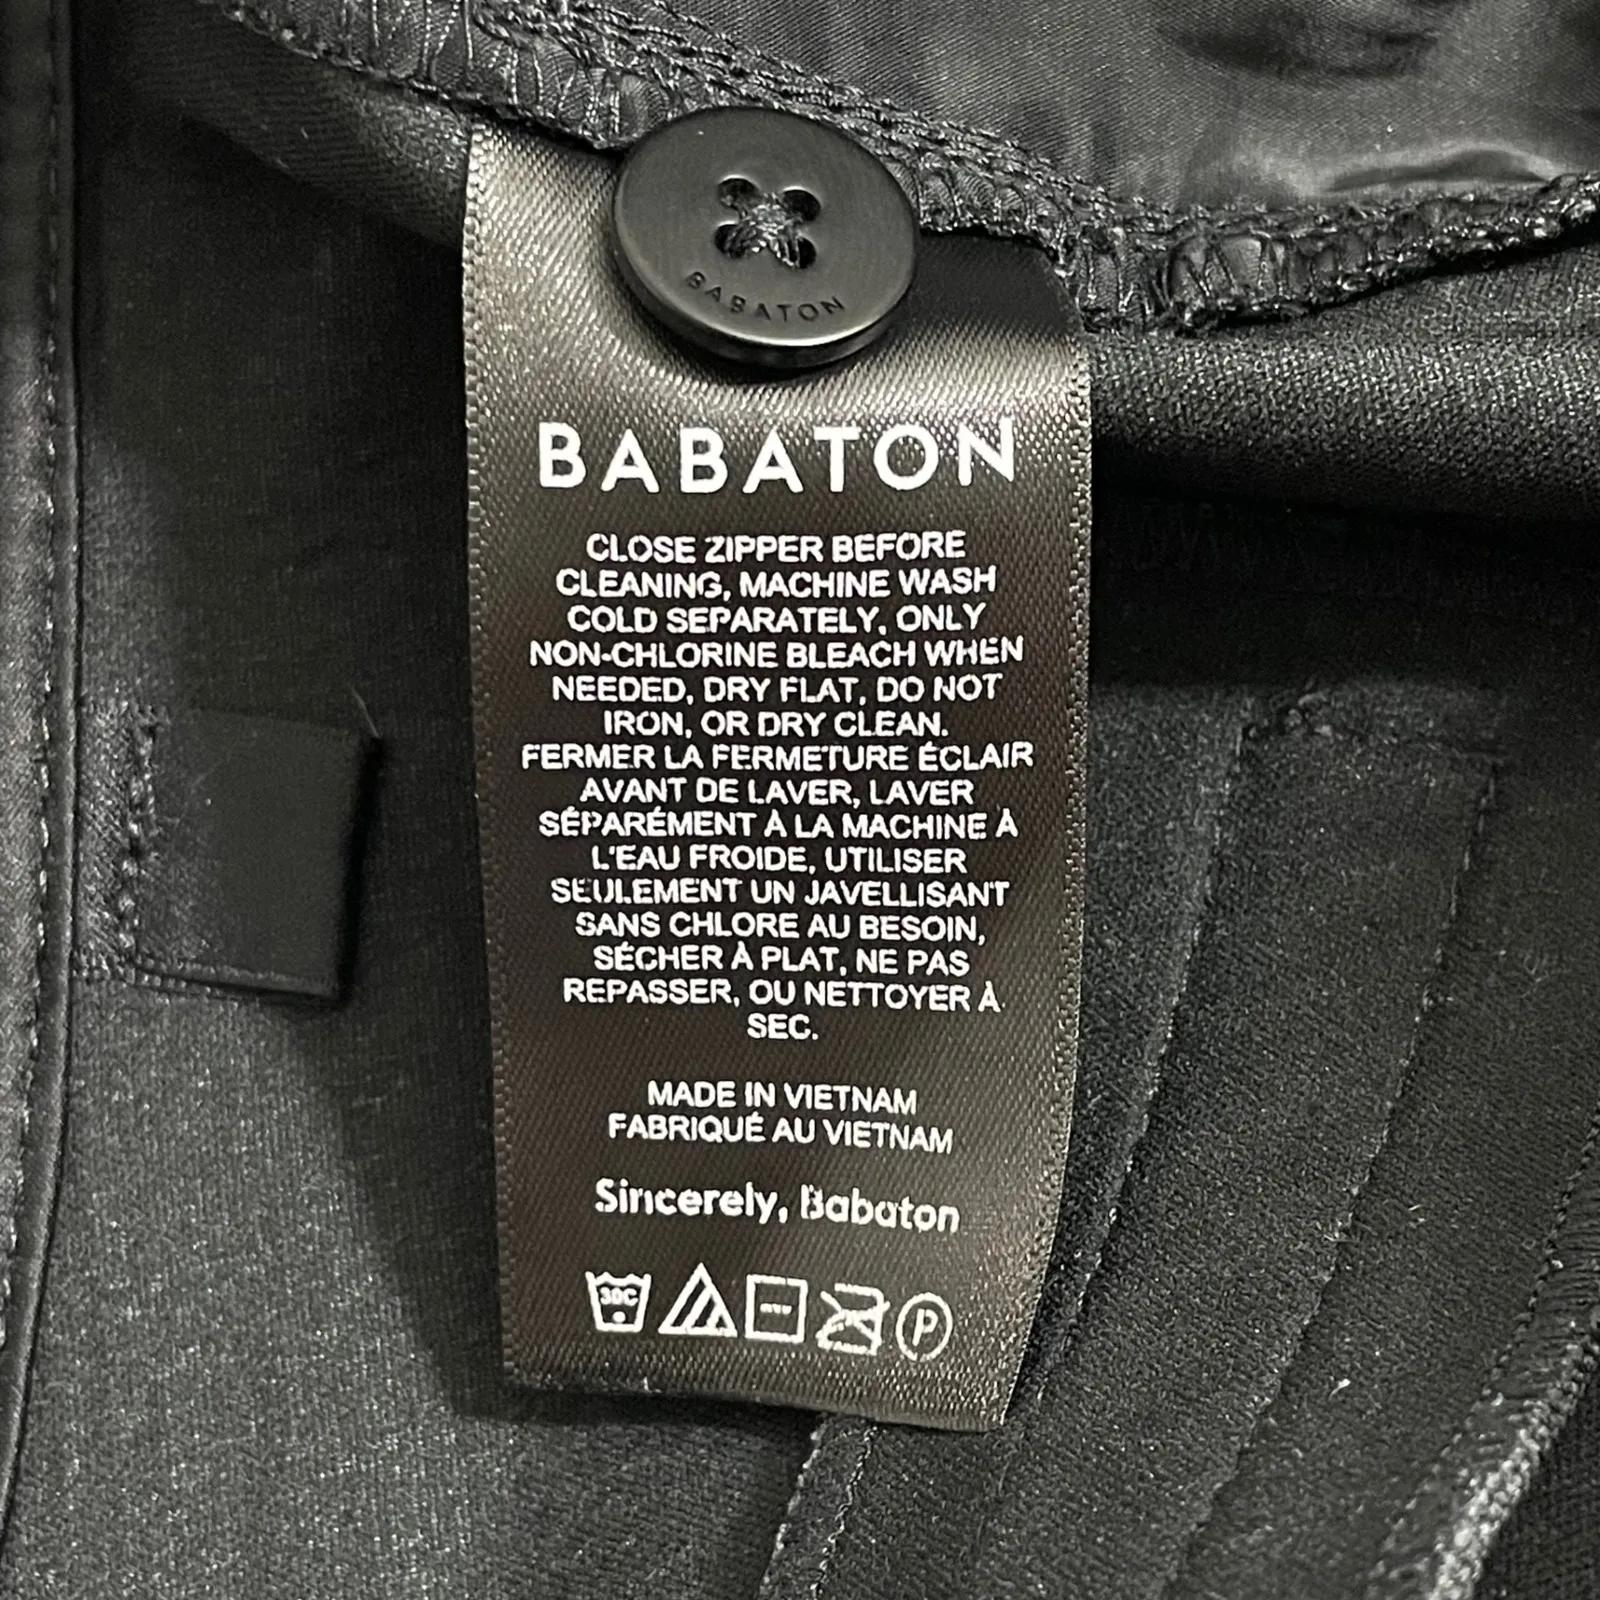 BABATON
BABATON
CLOSE ZIPPER BEFORE
CLEANING, MACHINE WASH
COLD SEPARATELY, ONLY
NON-CHLORINE BLEACH WHEN
NEEDED, DRY FLAT, DO NOT
IRON, OR DRY CLEAN.
FERMER LA FERMETURE ÉCLAIR
AVANT DE LAVER, LAVER
SÉPARÉMENT À LA MACHINE À
L'EAU FROIDE, UTILISER
SEULEMENT UN JAVELLISANT
SANS CHLORE AU BESOIN,
SÉCHER À PLAT, NE PAS
REPASSER, OU NETTOYER À
SEC.
MADE IN VIETNAM
FABRIQUÉ AU VIETNAM
Sincerely, Babaton
30C P